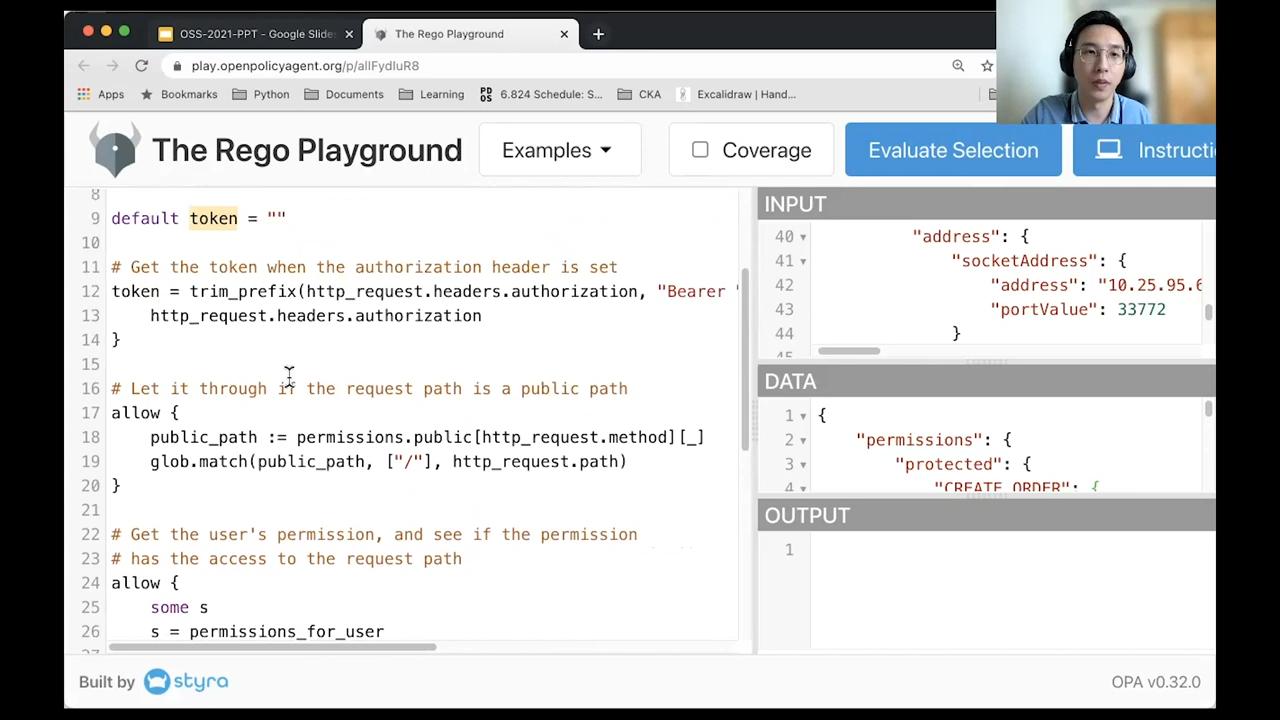 OSS-2021-PPT - Google Slides
The Rego Playground
play.openpolicyagent.org/p/allFydluR8
Apps
Bookmarks
Python
Documents
Learning
PD OS
6.824 Schedule: S...
CKA
Excalidraw | Hand...
The Rego Playground
Examples
Coverage
Evaluate Selection
Instructi
8
9 default token = ""
10
11 # Get the token when the authorization header is set
12 token = trim_prefix(http_request.headers.authorization, "Bearer "
13 http_request.headers.authorization
14 }
15
16 # Let it through if the request path is a public path
17 allow {
18 public_path := permissions.public[http_request.method][_]
19 glob.match(public_path, ["/"], http_request.path)
20 }
21
22 # Get the user's permission, and see if the permission
23 # has the access to the request path
24 allow {
25 some s
26 s = permissions_for_user
INPUT
40 "address": {
41 "socketAddress": {
42 "address": "10.25.95.6
43 "portValue": 33772
44 }
45
DATA
1 {
2 "permissions": {
3 "protected": {
4 "CREATE ORDER": {
OUTPUT
1
Built by styra
OPA v0.32.0